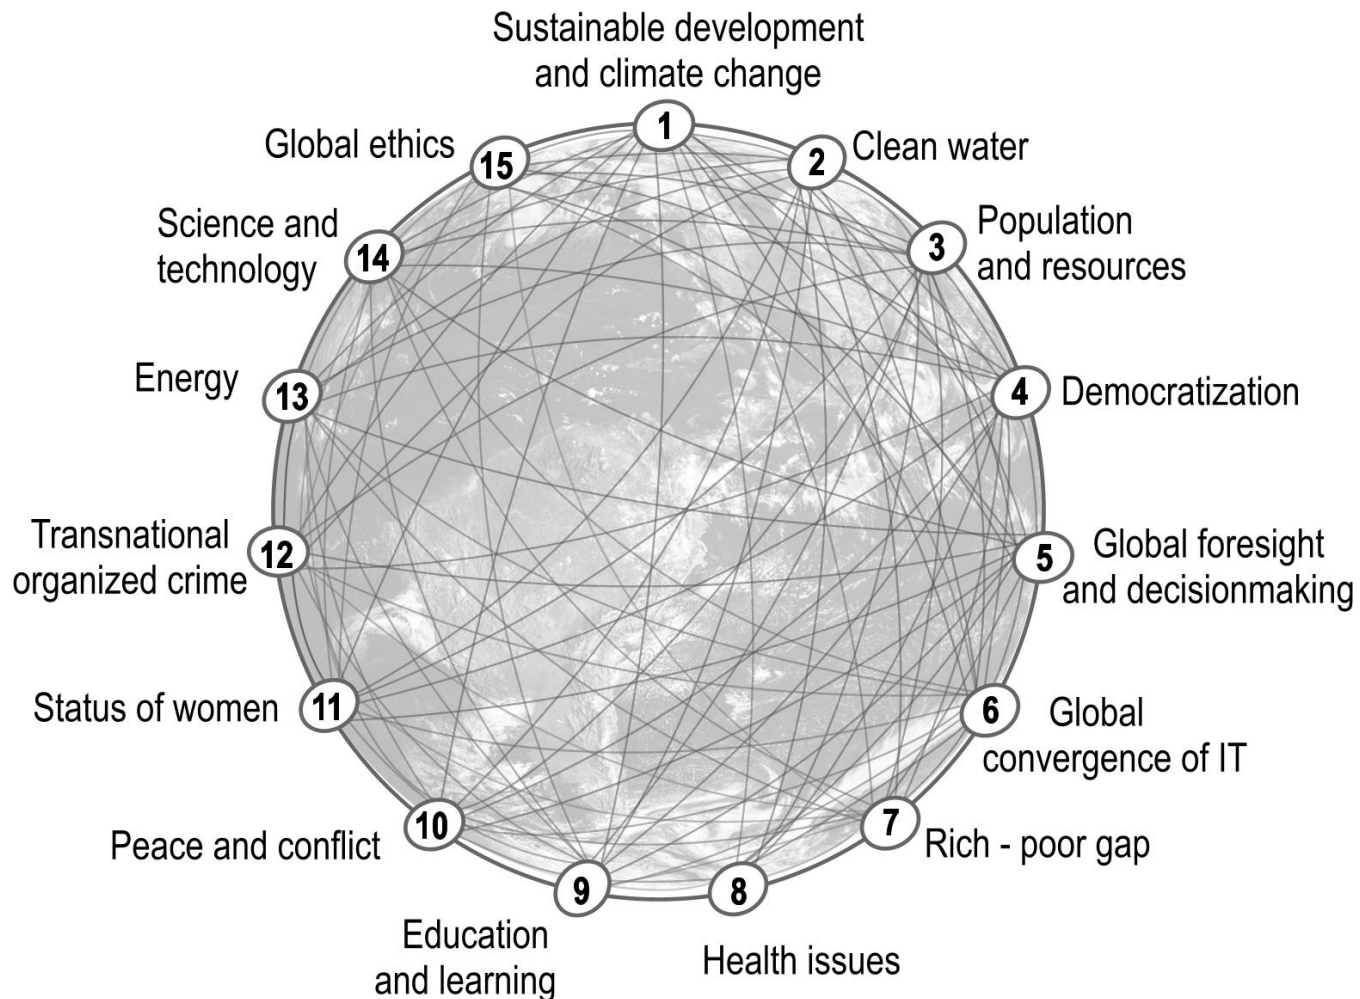 Sustainable development
and climate change
1
2
Clean water
3
Population
and resources
4
Democratization
5
Global foresight
and decisionmaking
6
Global
convergence of IT
7
Rich - poor gap
8
Health issues
9
Education
and learning
10
Peace and conflict
11
Status of women
12
Transnational
organized crime
13
Energy
14
Science and
technology
15
Global ethics